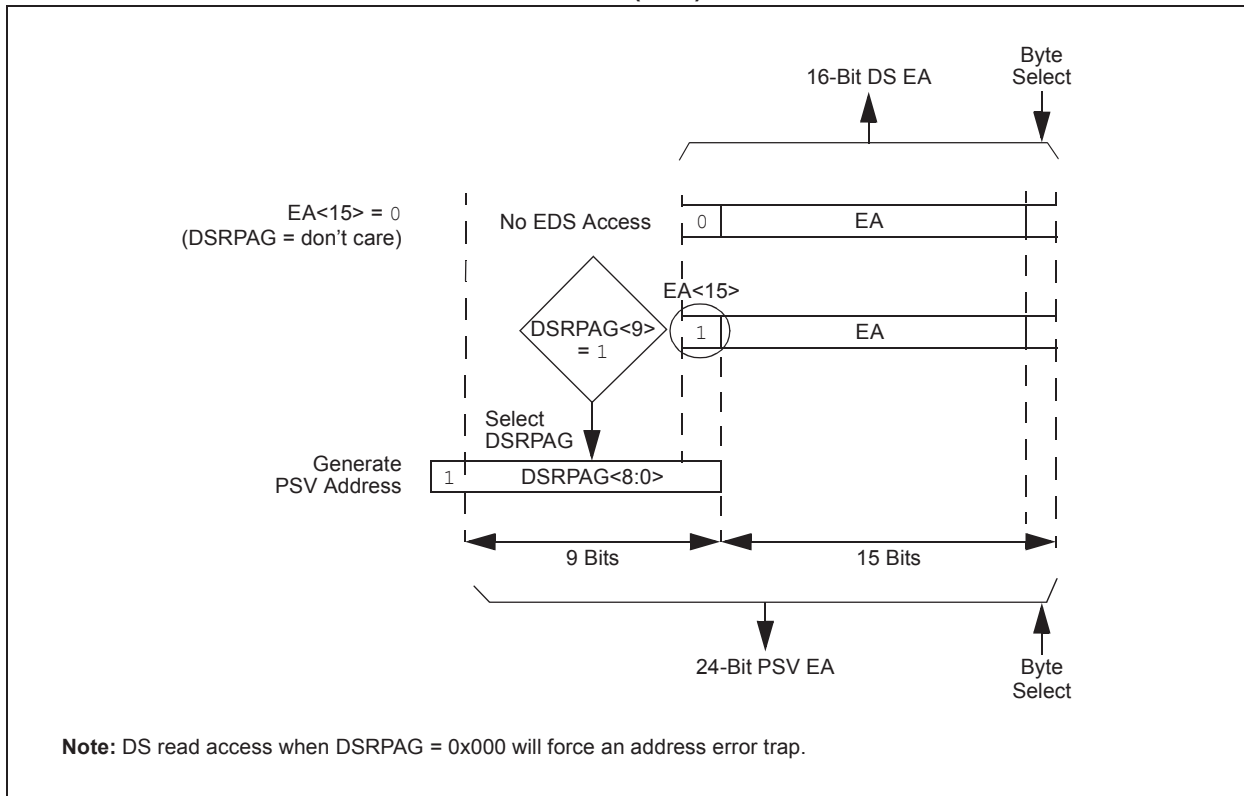 16-Bit DS EA
Byte
Select
EA<15> = 0
(DSRPAG = don't care)
No EDS Access
0
EA
EA<15>
DSRPAG<9>
= 1
1
EA
Select
DSRPAG
Generate
PSV Address
1
DSRPAG<8:0>
9 Bits
15 Bits
24-Bit PSV EA
Byte
Select
Note: DS read access when DSRPAG = 0x000 will force an address error trap.